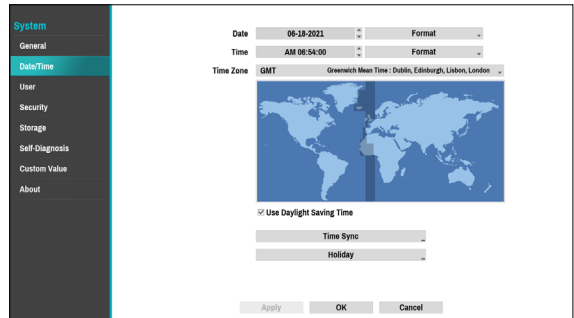 System
General
Date/Time
User
Security
Storage
Self-Diagnosis
Custom Value
About
Date 06-18-2021 Format
Time AM 06:54:00 Format
Time Zone GMT Greenwich Mean Time : Dublin, Edinburgh, Lisbon, London
Use Daylight Saving Time
Time Sync
Holiday
Apply OK Cancel